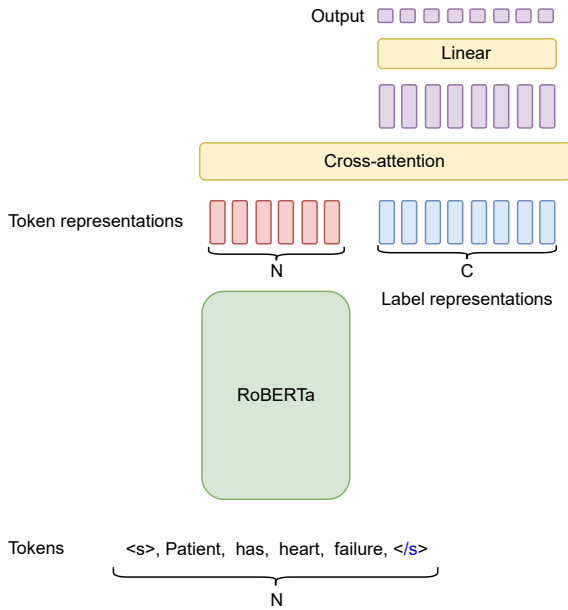 Output
Linear
Cross-attention
Token representations
N
C
Label representations
RoBERTa
Tokens
<s>, Patient, has, heart, failure, </s>
N